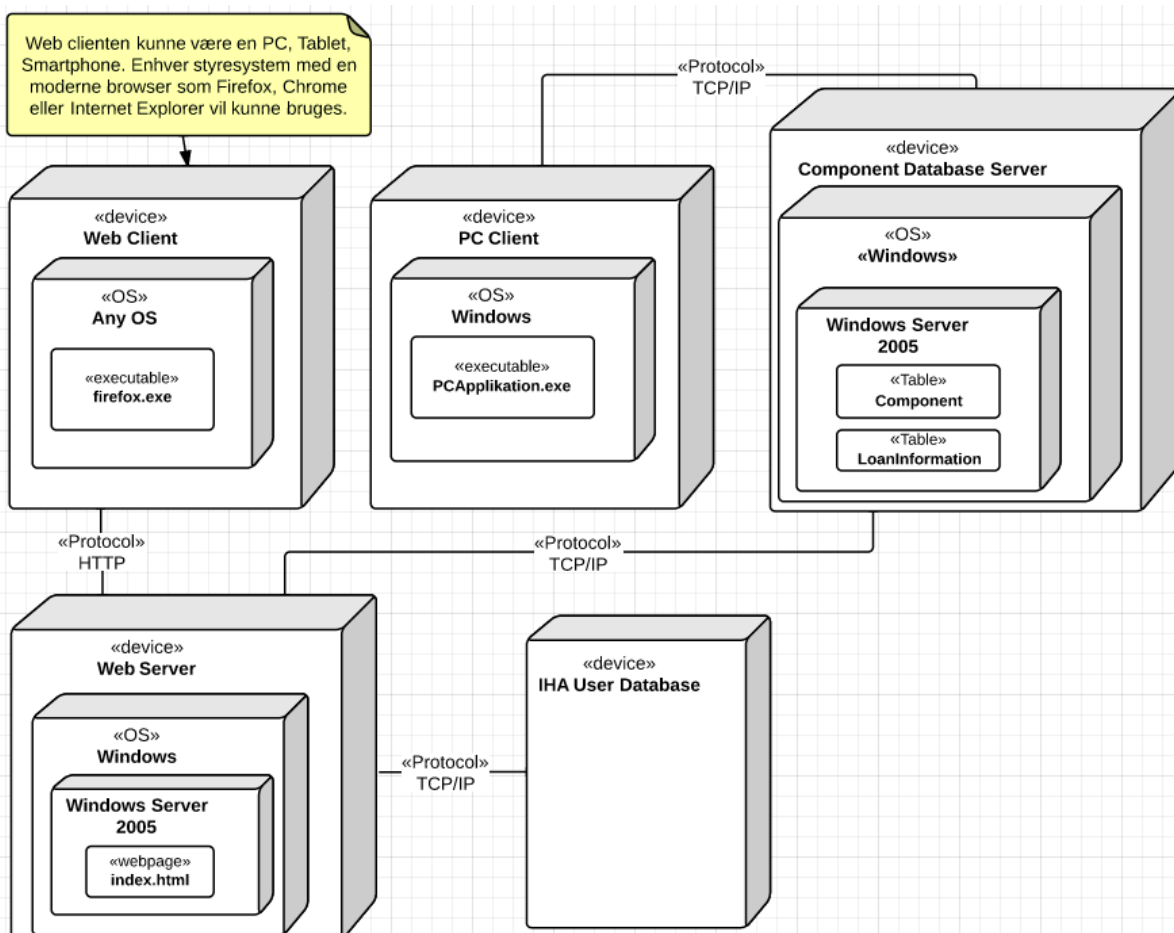 Web clienten kunne være en PC, Tablet,
Smartphone. Enhver styresystem med en
moderne browser som Firefox, Chrome
eller Internet Explorer vil kunne bruges.
«Protocol»
TCP/IP
«device»
Web Client
«OS»
Any OS
«executable»
firefox.exe
«device»
PC Client
«OS»
Windows
«executable»
PCApplikation.exe
«device»
Component Database Server
«OS»
«Windows»
Windows Server
2005
«Table»
Component
«Table»
LoanInformation
«Protocol»
HTTP
«Protocol»
TCP/IP
«device»
Web Server
«OS»
Windows
Windows Server
2005
«webpage»
index.html
«Protocol»
TCP/IP
«device»
IHA User Database